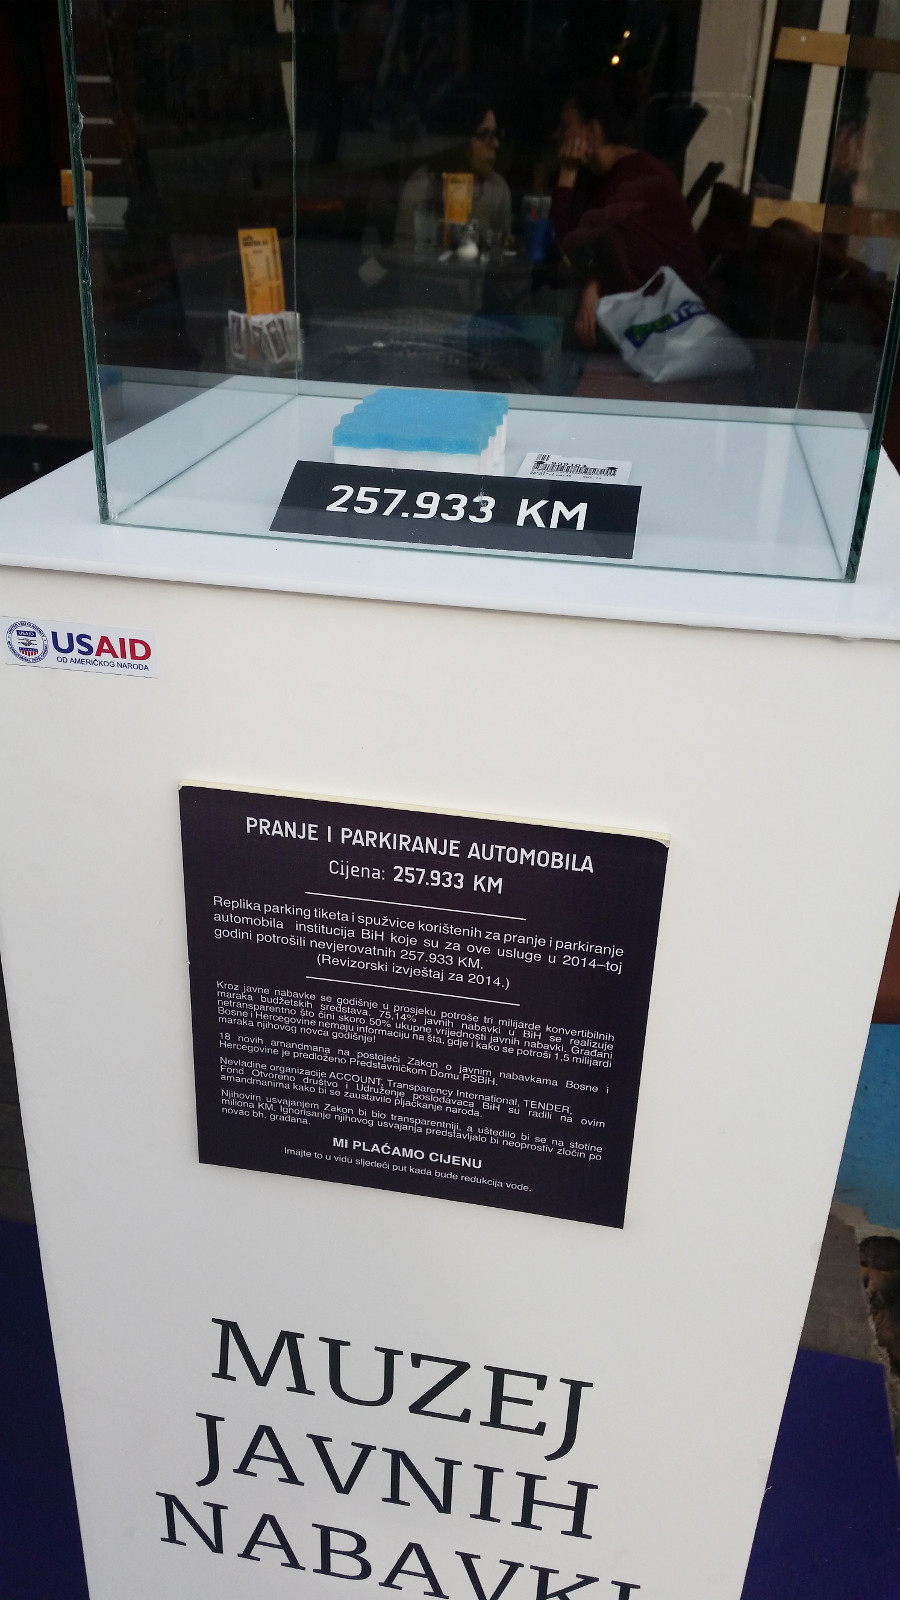 257.933 KM
USAID
OD AMERIČKOG NARODA
PRANJE I PARKIRANJE AUTOMOBILA
Cijena: 257.933 KM
Replika parking tiketa i spužvice korištenih za pranje i parkiranje
automobila institucija BiH koje su za ove usluge u 2014-toj
godini potrošili nevjerovatnih 257.933 KM.
(Revizorski izvještaj za 2014.)
Kroz javne nabavke se godišnje u prosjeku potroše tri milijarde konvertibilnih
maraka budžetskih sredstava. 75,14% javnih nabavki u BiH se realizuje
netransparentno što čini skoro 50% ukupne vrijednosti javnih nabavki. Građani
Bosne i Hercegovine nemaju informaciju na šta, gdje i kako se potroši 1.5 milijardi
maraka njihovog novca godišnje!
18 novih amandmana na postojeći Zakon o javnim nabavkama Bosne i
Hercegovine je predloženo Predstavničkom Domu PSBiH.
Nevladine organizacije ACCOUNT, Transparency International, TENDER,
Fond Otvoreno društvo i Udruženje poslodavaca BiH su radili na ovim
amandmanima kako bi se zaustavilo pljačkanje naroda.
Njihovim usvajanjem Zakon bi bio transparentniji, a uštedilo bi se na stotine
miliona KM. Ignorisanje njihovog usvajanja predstavljalo bi neoprostiv zločin po
novac bh. građana.
MI PLAĆAMO CIJENU
Imajte to u vidu sljedeći put kada bude redukcija vode.
MUZEJ
JAVNIH
NABAVKI